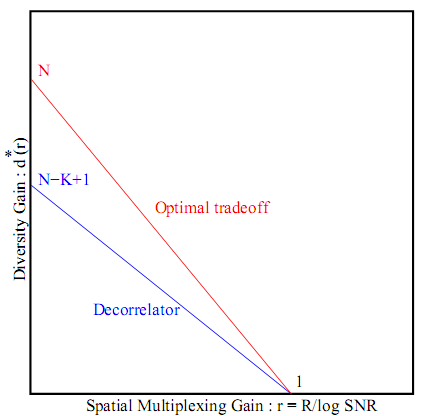 N
N−K+1
Optimal tradeoff
Decorrelator
1
Diversity Gain : d*(r)
Spatial Multiplexing Gain : r = R/log SNR